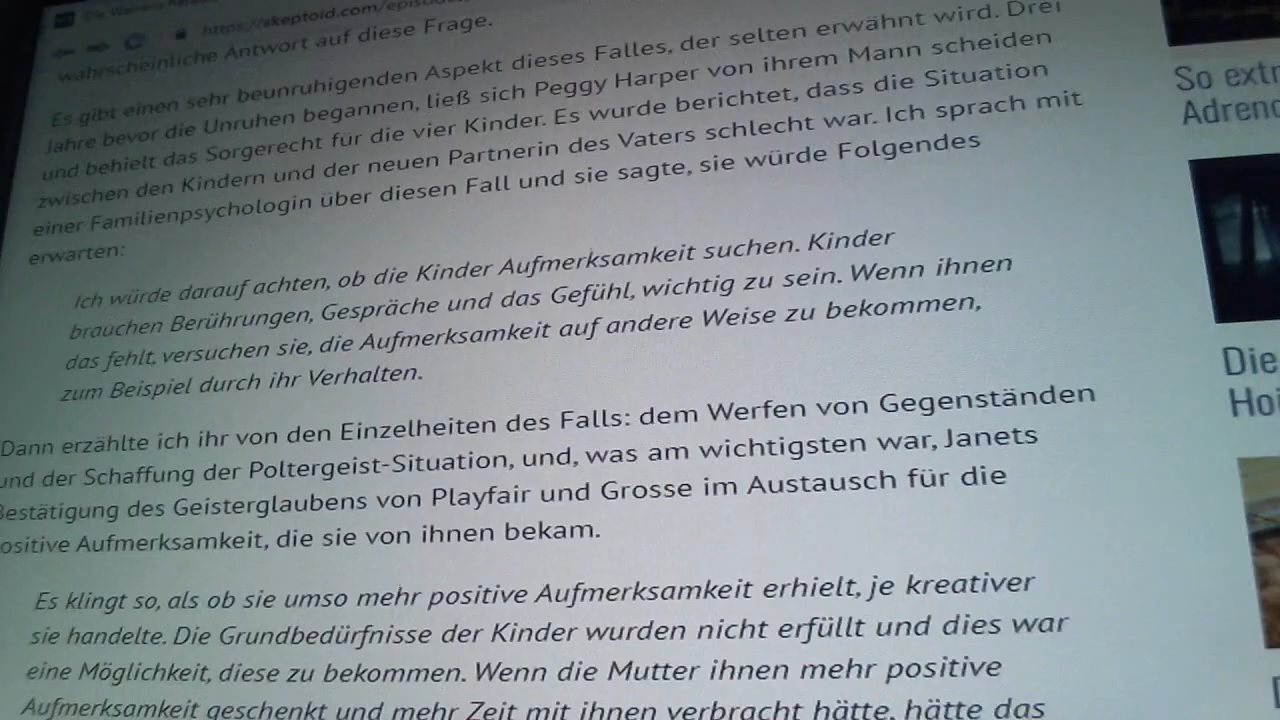 Die Warrens
https://skeptoid.com/episodes
wahrscheinliche Antwort auf diese Frage.
Es gibt einen sehr beunruhigenden Aspekt dieses Falles, der selten erwähnt wird. Drei
Jahre bevor die Unruhen begannen, ließ sich Peggy Harper von ihrem Mann scheiden
und behielt das Sorgerecht für die vier Kinder. Es wurde berichtet, dass die Situation
zwischen den Kindern und der neuen Partnerin des Vaters schlecht war. Ich sprach mit
einer Familienpsychologin über diesen Fall und sie sagte, sie würde Folgendes
erwarten:
Ich würde darauf achten, ob die Kinder Aufmerksamkeit suchen. Kinder
brauchen Berührungen, Gespräche und das Gefühl, wichtig zu sein. Wenn ihnen
das fehlt, versuchen sie, die Aufmerksamkeit auf andere Weise zu bekommen,
zum Beispiel durch ihr Verhalten.
Dann erzählte ich ihr von den Einzelheiten des Falls: dem Werfen von Gegenständen
und der Schaffung der Poltergeist-Situation, und, was am wichtigsten war, Janets
Bestätigung des Geisterglaubens von Playfair und Grosse im Austausch für die
ositive Aufmerksamkeit, die sie von ihnen bekam.
Es klingt so, als ob sie umso mehr positive Aufmerksamkeit erhielt, je kreativer
sie handelte. Die Grundbedürfnisse der Kinder wurden nicht erfüllt und dies war
eine Möglichkeit, diese zu bekommen. Wenn die Mutter ihnen mehr positive
Aufmerksamkeit geschenkt und mehr Zeit mit ihnen verbracht hätte, hätte das
So extr
Adreno
Die
Hoi